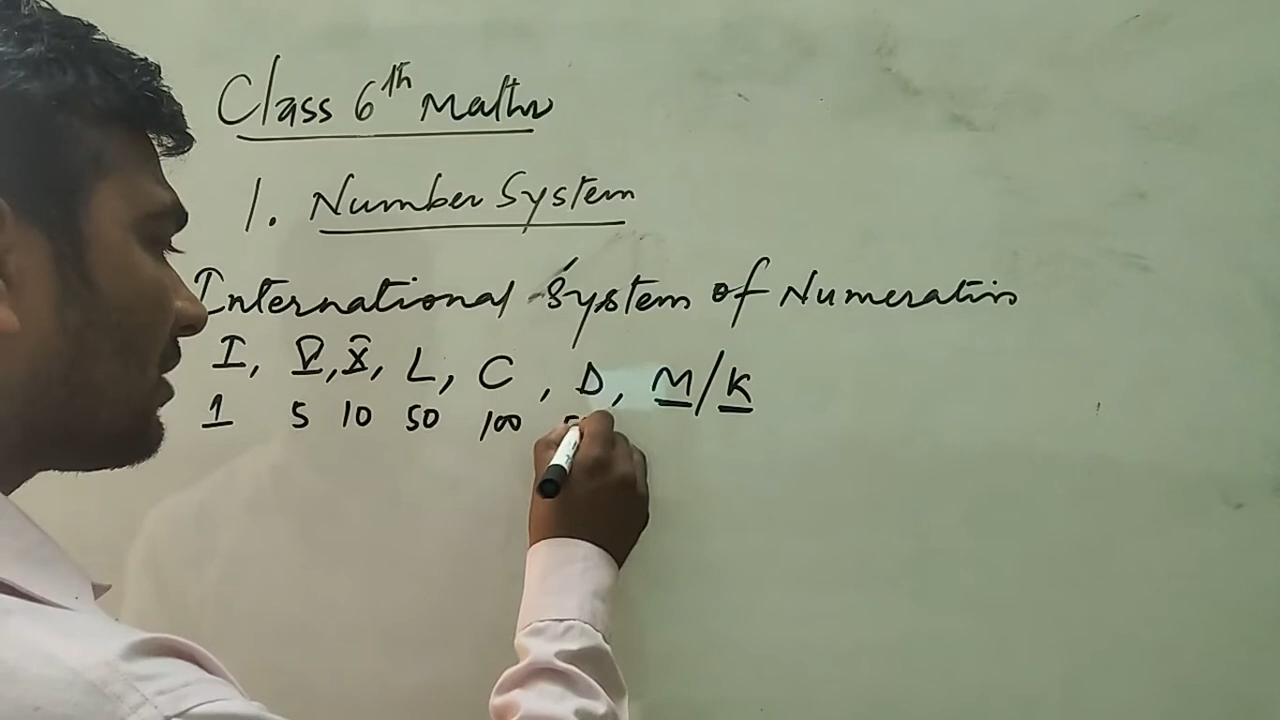 Class 6th Maths
1. Number System
International System of Numeration
I, V, X, L, C, D, M/K
1 5 10 50 100